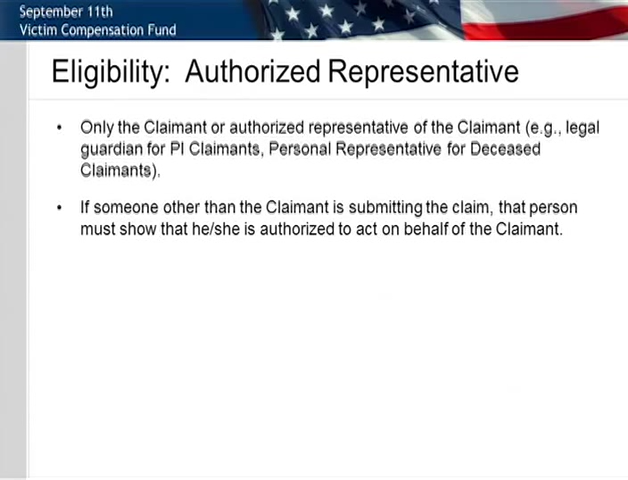 September 11th
Victim Compensation Fund
Eligibility: Authorized Representative
• Only the Claimant or authorized representative of the Claimant (e.g., legal
guardian for PI Claimants, Personal Representative for Deceased
Claimants).
• If someone other than the Claimant is submitting the claim, that person
must show that he/she is authorized to act on behalf of the Claimant.